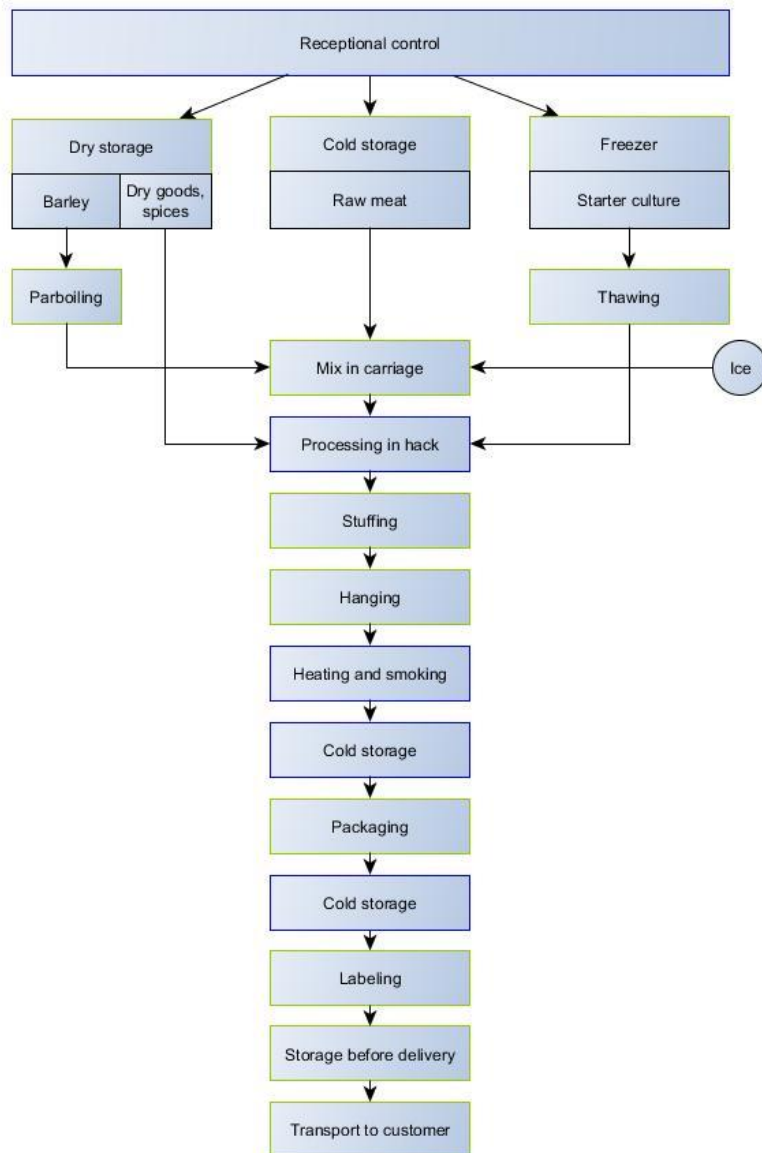 Receptional control
Dry storage
Cold storage
Freezer
Barley
Dry goods,
spices
Raw meat
Starter culture
Parboiling
Thawing
Mix in carriage
Ice
Processing in hack
Stuffing
Hanging
Heating and smoking
Cold storage
Packaging
Cold storage
Labeling
Storage before delivery
Transport to customer